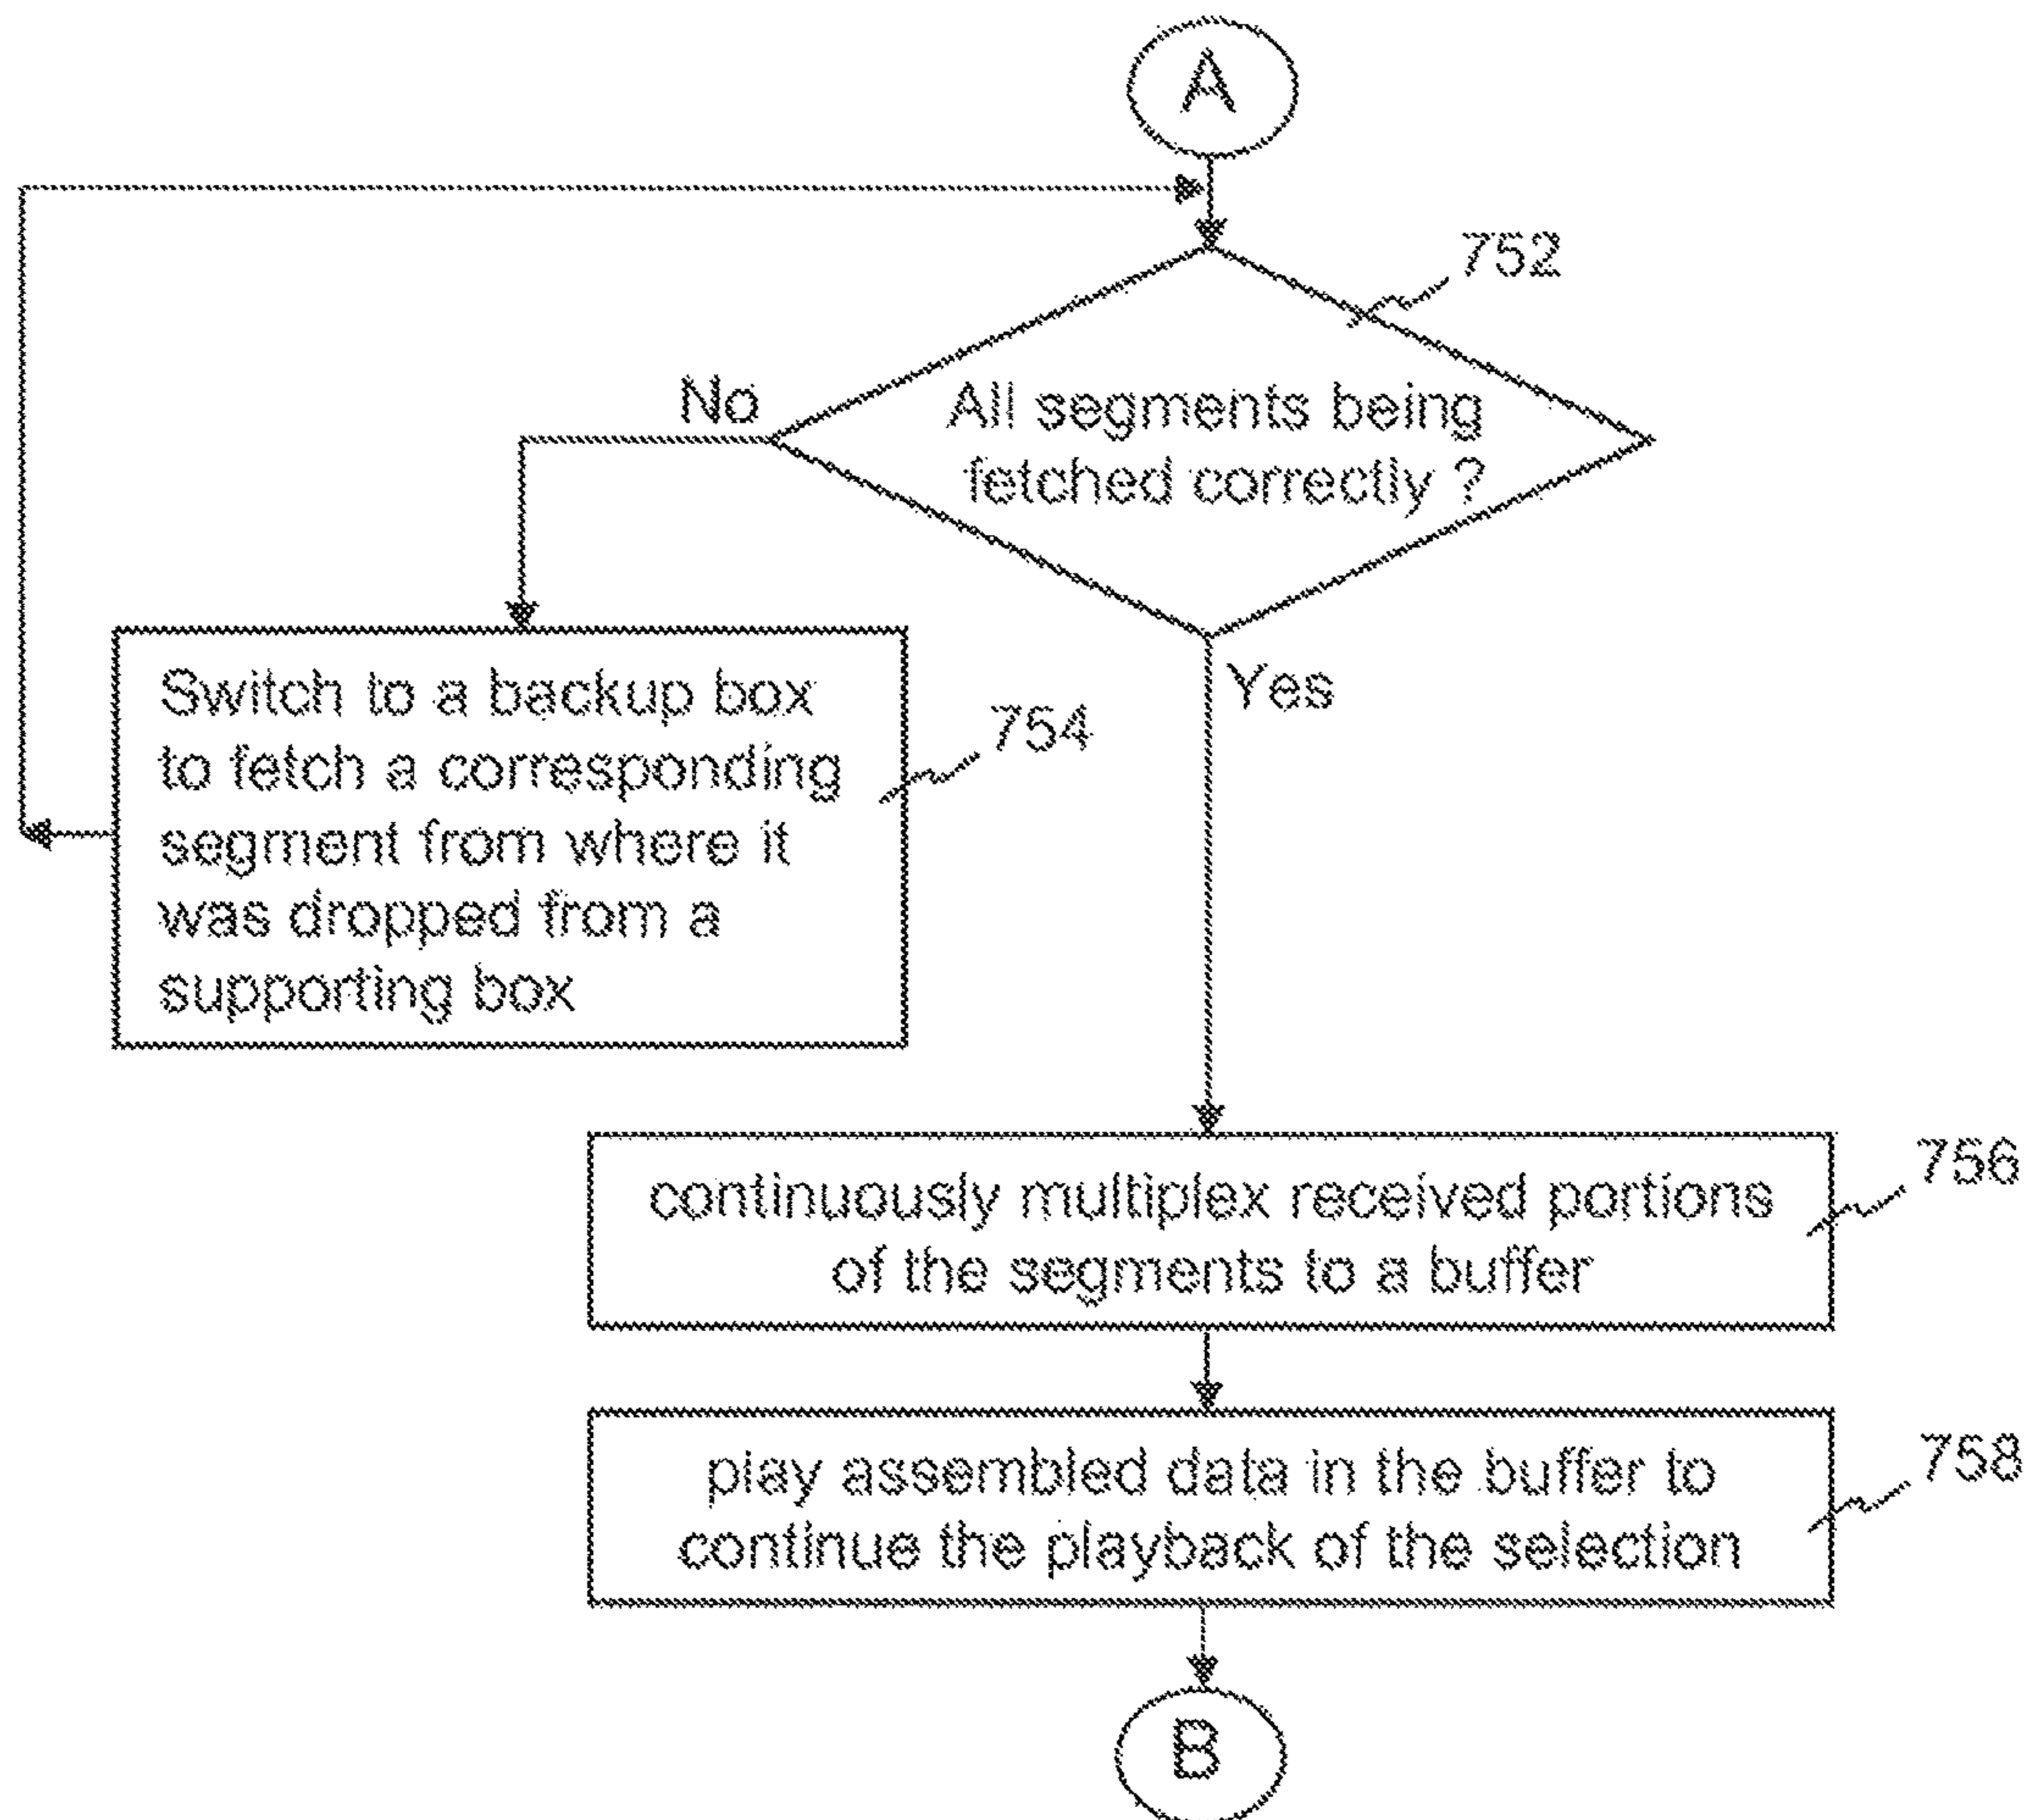 A
752
No
All segments being
fetched correctly ?
Yes
Switch to a backup box
to fetch a corresponding
segment from where it
was dropped from a
supporting box
754
continuously multiplex received portions
of the segments to a buffer
756
play assembled data in the buffer to
continue the playback of the selection
758
B